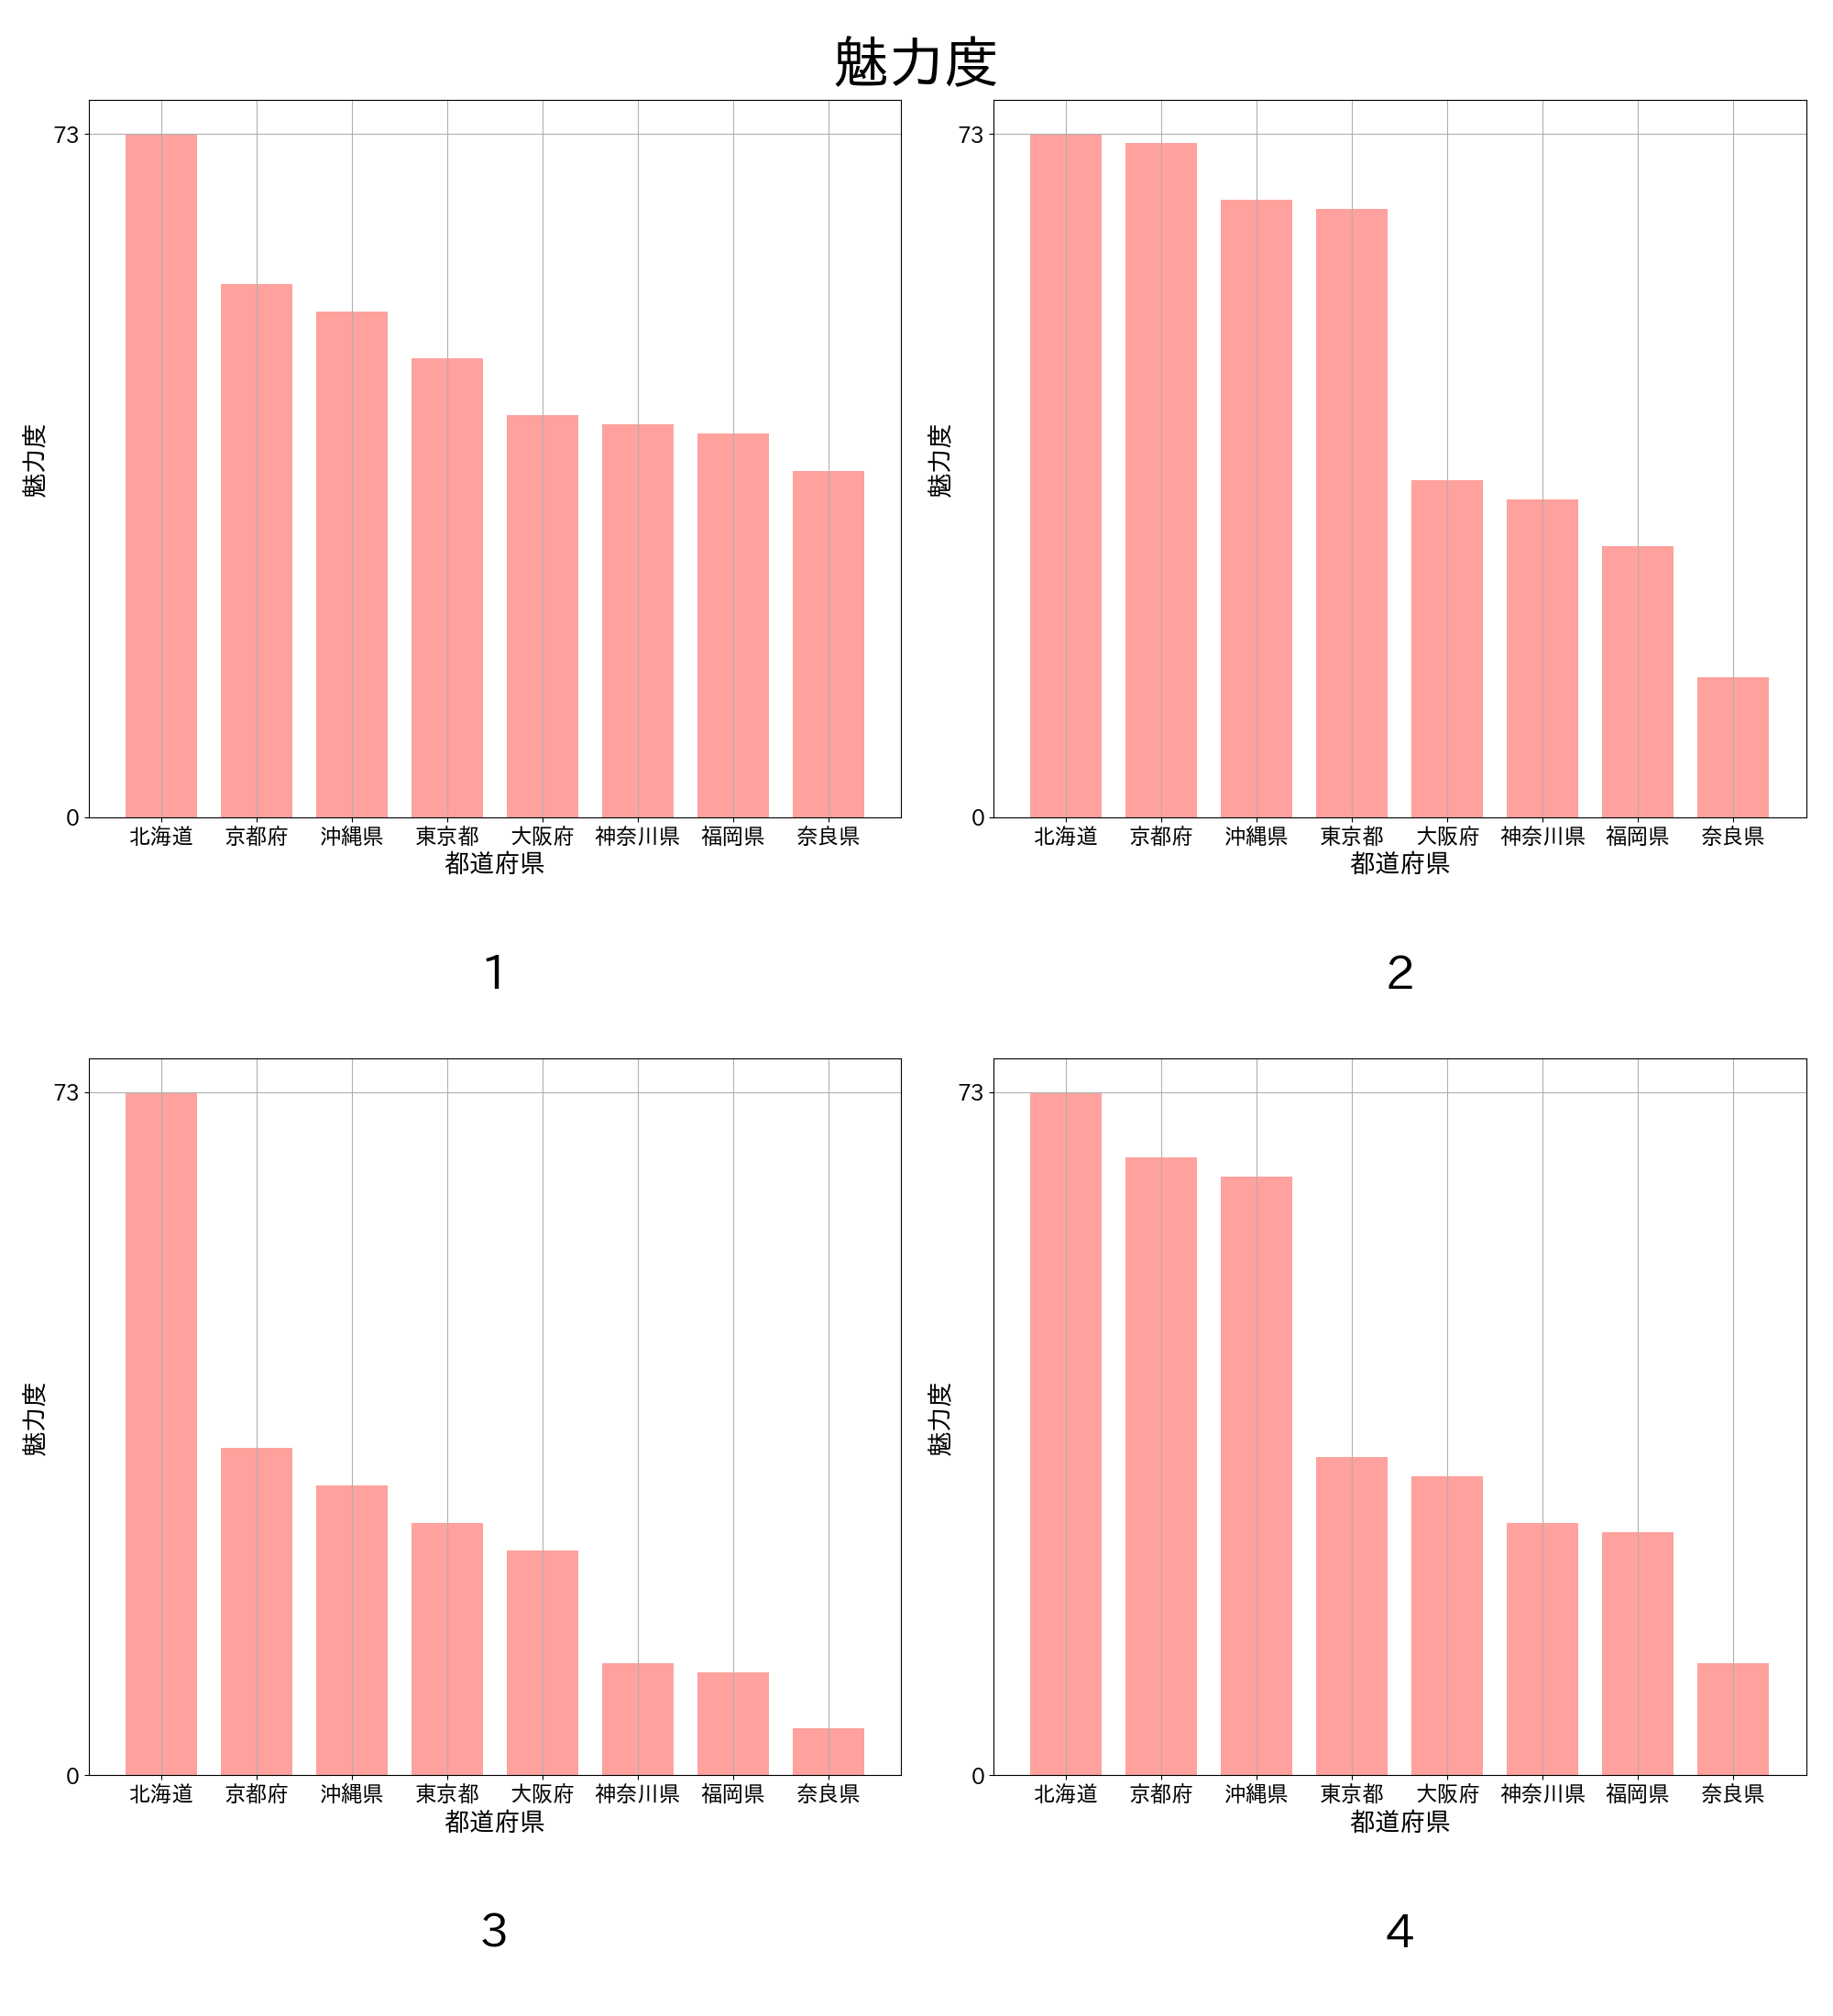 魅力度
73
0
魅力度
北海道 京都府 沖縄県 東京都 大阪府 神奈川県 福岡県 奈良県
都道府県
1
73
0
魅力度
北海道 京都府 沖縄県 東京都 大阪府 神奈川県 福岡県 奈良県
都道府県
2
73
0
魅力度
北海道 京都府 沖縄県 東京都 大阪府 神奈川県 福岡県 奈良県
都道府県
3
73
0
魅力度
北海道 京都府 沖縄県 東京都 大阪府 神奈川県 福岡県 奈良県
都道府県
4